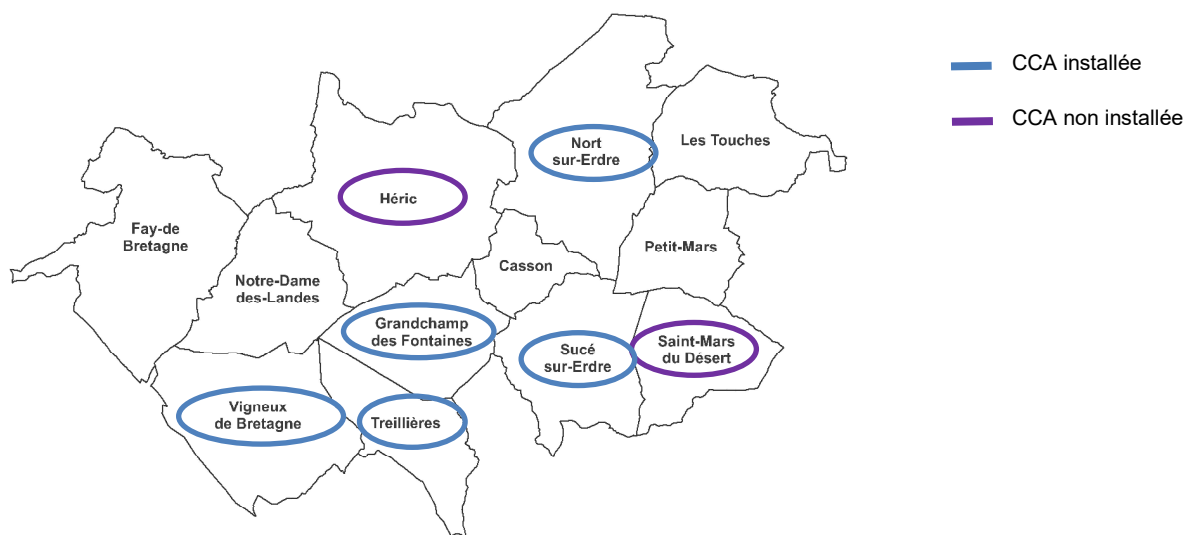 CCA installée
CCA non installée
Nort
sur-Erdre
Les Touches
Héric
Fay-de
Bretagne
Petit-Mars
Casson
Notre-Dame
des-Landes
Grandchamp
des Fontaines
Sucé
sur-Erdre
Saint-Mars
du Désert
Vigneux
de Bretagne
Treillières